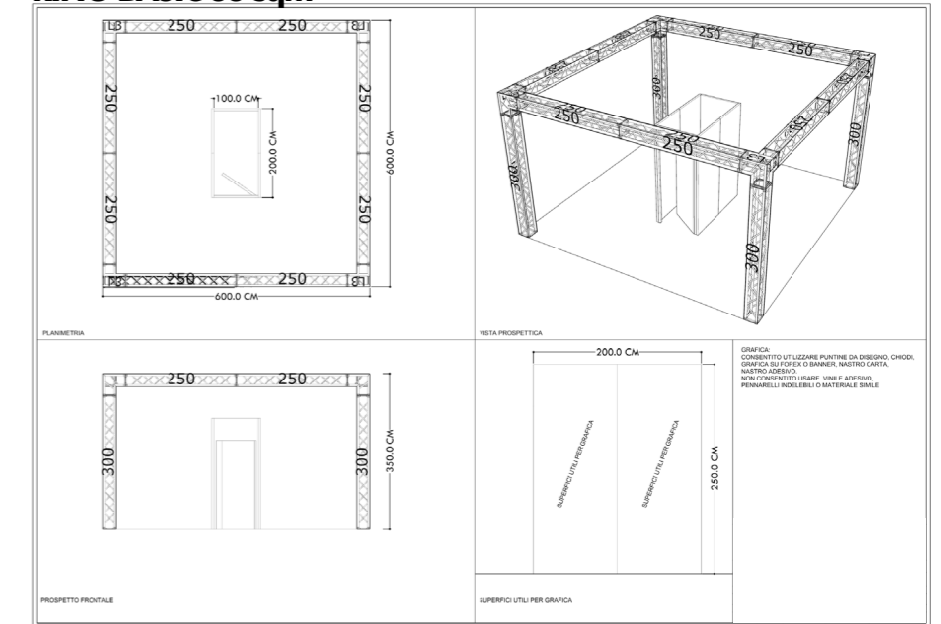 250 250
250 250
100.0 CM
200.0 CM
600.0 CM
250 250
250 250
600.0 CM
PLANIMETRIA
250 250
300
250 250
300
300
300
VISTA PROSPETTICA
250 250
300 300
350.0 CM
PROSPETTO FRONTALE
200.0 CM
SUPERFICI UTILI PER GRAFICA
SUPERFICI UTILI PER GRAFICA
250.0 CM
SUPERFICI UTILI PER GRAFICA
GRAFICA:
CONSENTITO UTLIZZARE PUNTINE DA DISEGNO, CHIODI,
GRAFICA SU FOREX O BANNER, NASTRO CARTA,
NASTRO ADESIVO.
NON CONSENTITO USARE VINILE ADESIVO,
PENNARELLI INDELEBILI O MATERIALE SIMILE